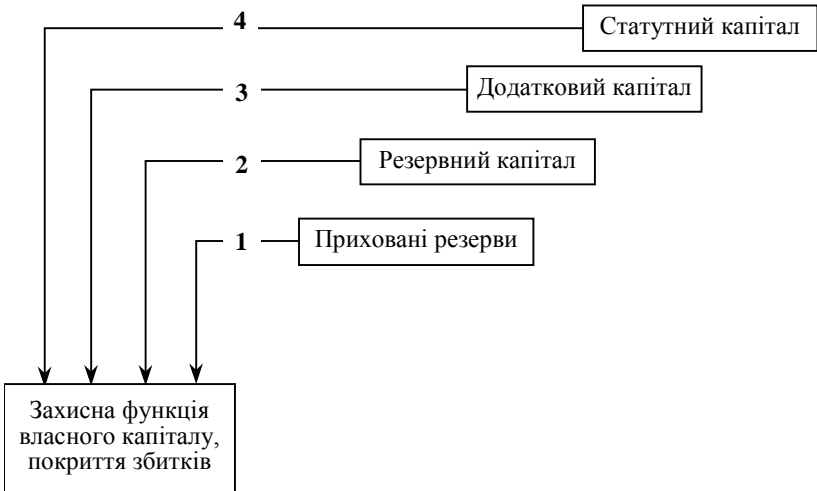 4 Статутний капітал
3 Додатковий капітал
2 Резервний капітал
1 Приховані резерви
Захисна функція
власного капіталу,
покриття збитків